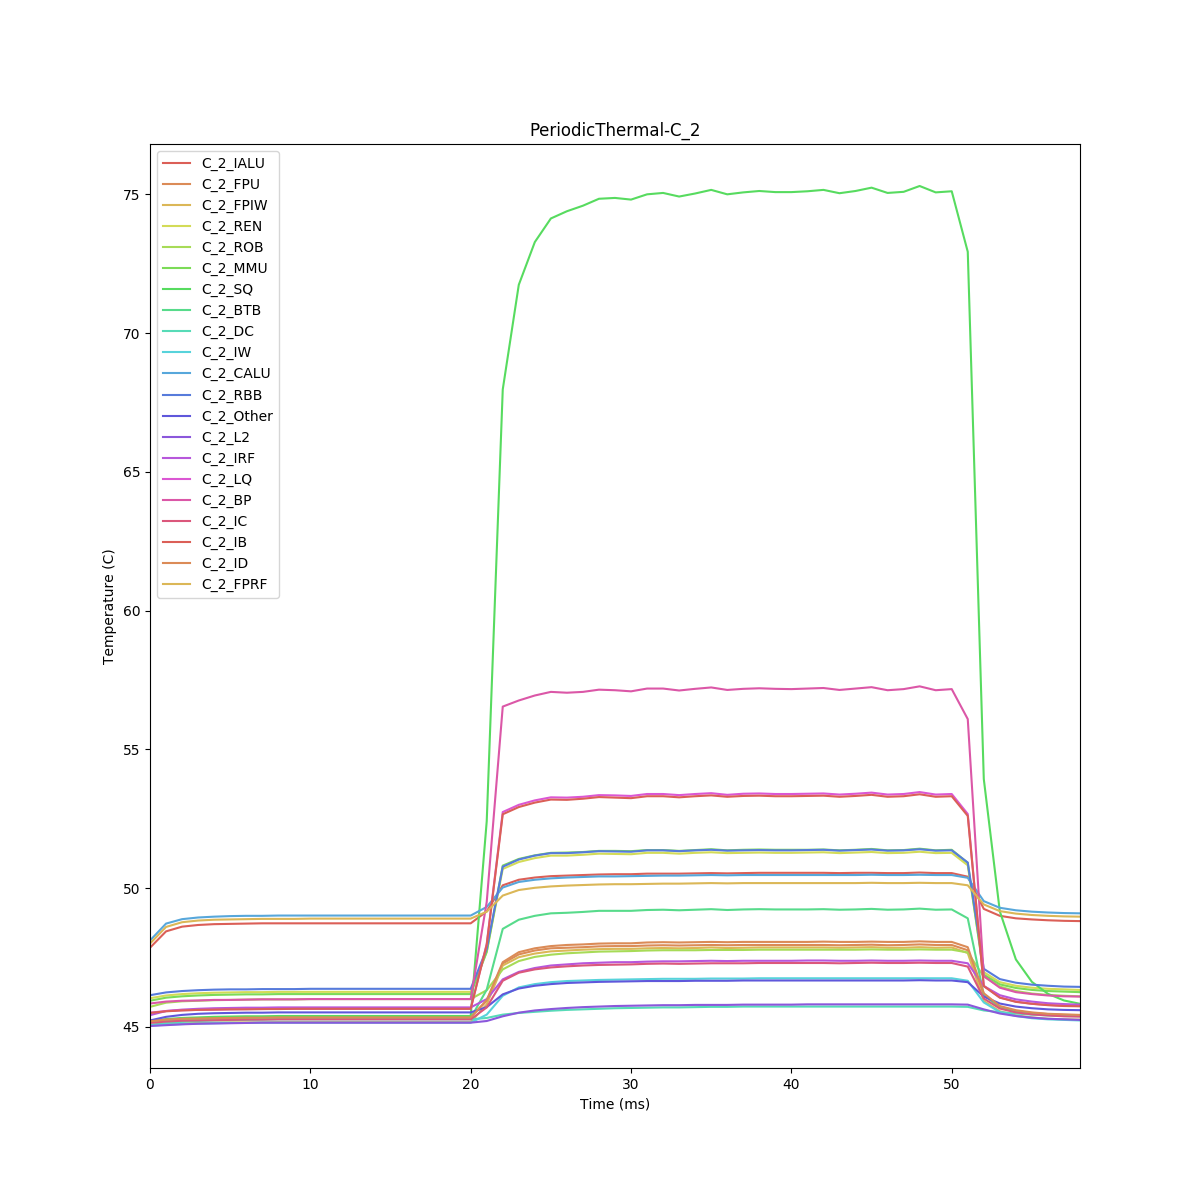 PeriodicThermal-C_2
C_2_IALU
C_2_FPU
C_2_FPIW
C_2_REN
C_2_ROB
C_2_MMU
C_2_SQ
C_2_BTB
C_2_DC
C_2_IW
C_2_CALU
C_2_RBB
C_2_Other
C_2_L2
C_2_IRF
C_2_LQ
C_2_BP
C_2_IC
C_2_IB
C_2_ID
C_2_FPRF
75
70
65
60
55
50
45
Temperature (C)
0 10 20 30 40 50
Time (ms)